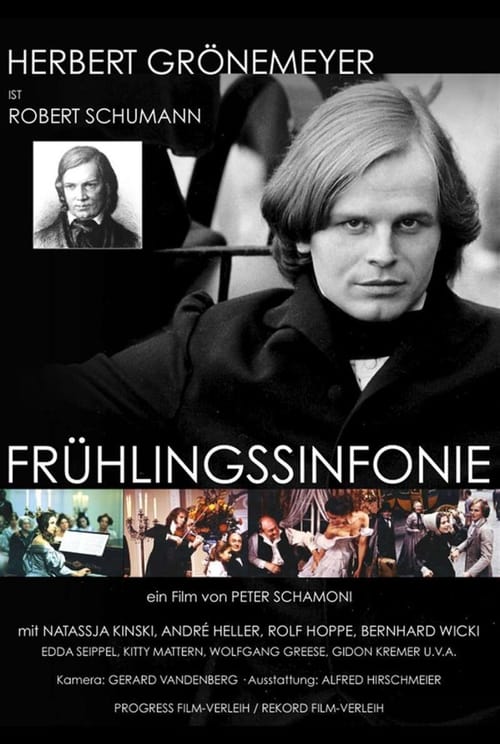 HERBERT GRÖNEMEYER
IST
ROBERT SCHUMANN
FRÜHLINGSSINFONIE
ein Film von PETER SCHAMONI
mit NATASSJA KINSKI, ANDRÉ HELLER, ROLF HOPPE, BERNHARD WICKI
EDDA SEIPPEL, KITTY MATTERN, WOLFGANG GREESE, GIDON KREMER U.V.A.
Kamera: GERARD VANDENBERG · Ausstattung: ALFRED HIRSCHMEIER
PROGRESS FILM-VERLEIH / REKORD FILM-VERLEIH